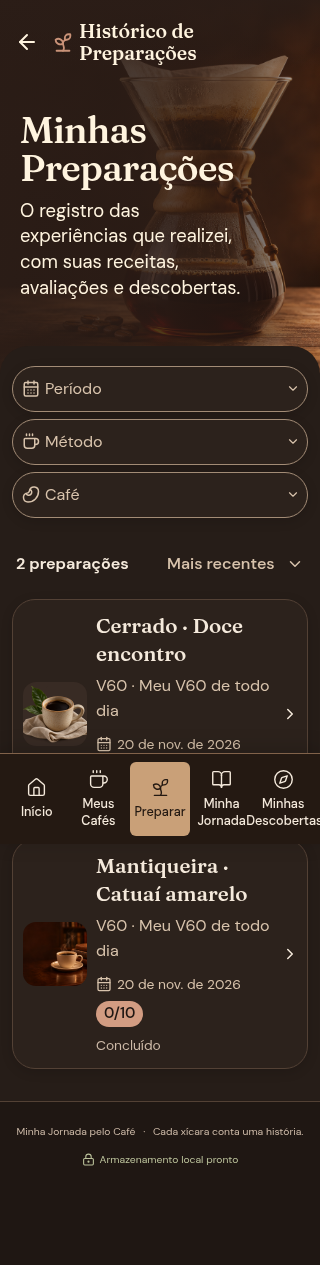 Histórico de
Preparações
Minhas
Preparações
O registro das
experiências que realizei,
com suas receitas,
avaliações e descobertas.
Período
Método
Café
2 preparações
Mais recentes
Cerrado · Doce
encontro
V60 · Meu V60 de todo
dia
20 de nov. de 2026
Início
Meus
Cafés
Preparar
Minha
Jornada
Minhas
Descobertas
Mantiqueira ·
Catuaí amarelo
V60 · Meu V60 de todo
dia
20 de nov. de 2026
0/10
Concluído
Minha Jornada pelo Café · Cada xícara conta uma história.
Armazenamento local pronto